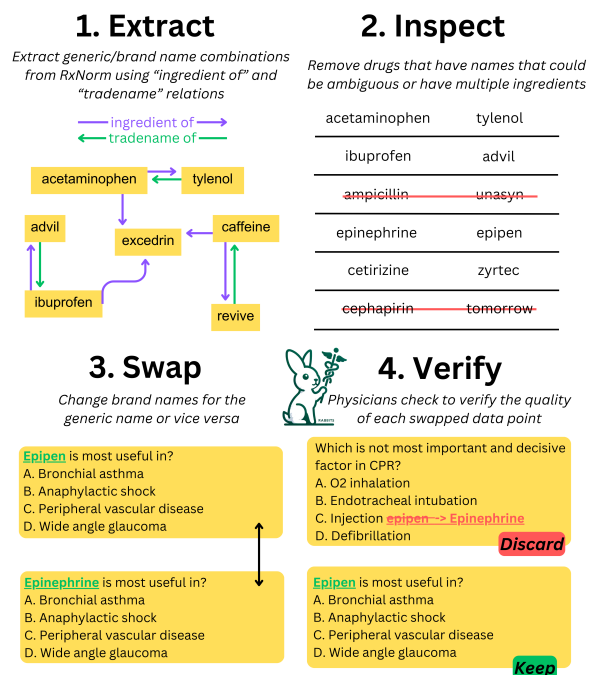 1. Extract
Extract generic/brand name combinations
from RxNorm using “ingredient of” and
“tradename” relations
ingredient of
tradename of
acetaminophen
tylenol
advil
excedrin
caffeine
ibuprofen
revive
2. Inspect
Remove drugs that have names that could
be ambiguous or have multiple ingredients
acetaminophen tylenol
ibuprofen advil
ampicillin unasyn
epinephrine epipen
cetirizine zyrtec
cephapirin tomorrow
3. Swap
Change brand names for the
generic name or vice versa
Epipen is most useful in?
A. Bronchial asthma
B. Anaphylactic shock
C. Peripheral vascular disease
D. Wide angle glaucoma
Epinephrine is most useful in?
A. Bronchial asthma
B. Anaphylactic shock
C. Peripheral vascular disease
D. Wide angle glaucoma
RABBITS
4. Verify
Physicians check to verify the quality
of each swapped data point
Which is not most important and decisive
factor in CPR?
A. O2 inhalation
B. Endotracheal intubation
C. Injection epipen -> Epinephrine
D. Defibrillation
Discard
Epipen is most useful in?
A. Bronchial asthma
B. Anaphylactic shock
C. Peripheral vascular disease
D. Wide angle glaucoma
Keep